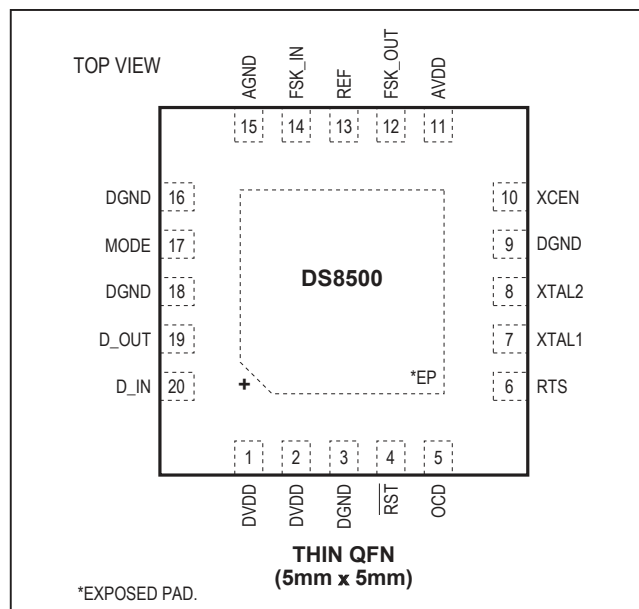 TOP VIEW
AGND
FSK_IN
REF
FSK_OUT
AVDD
15
14
13
12
11
DGND 16
10 XCEN
MODE 17
9 DGND
DS8500
DGND 18
8 XTAL2
D_OUT 19
7 XTAL1
*EP
D_IN 20
+
6 RTS
1
2
3
4
5
DVDD
DVDD
DGND
R̅S̅T̅
OCD
THIN QFN
(5mm x 5mm)
*EXPOSED PAD.